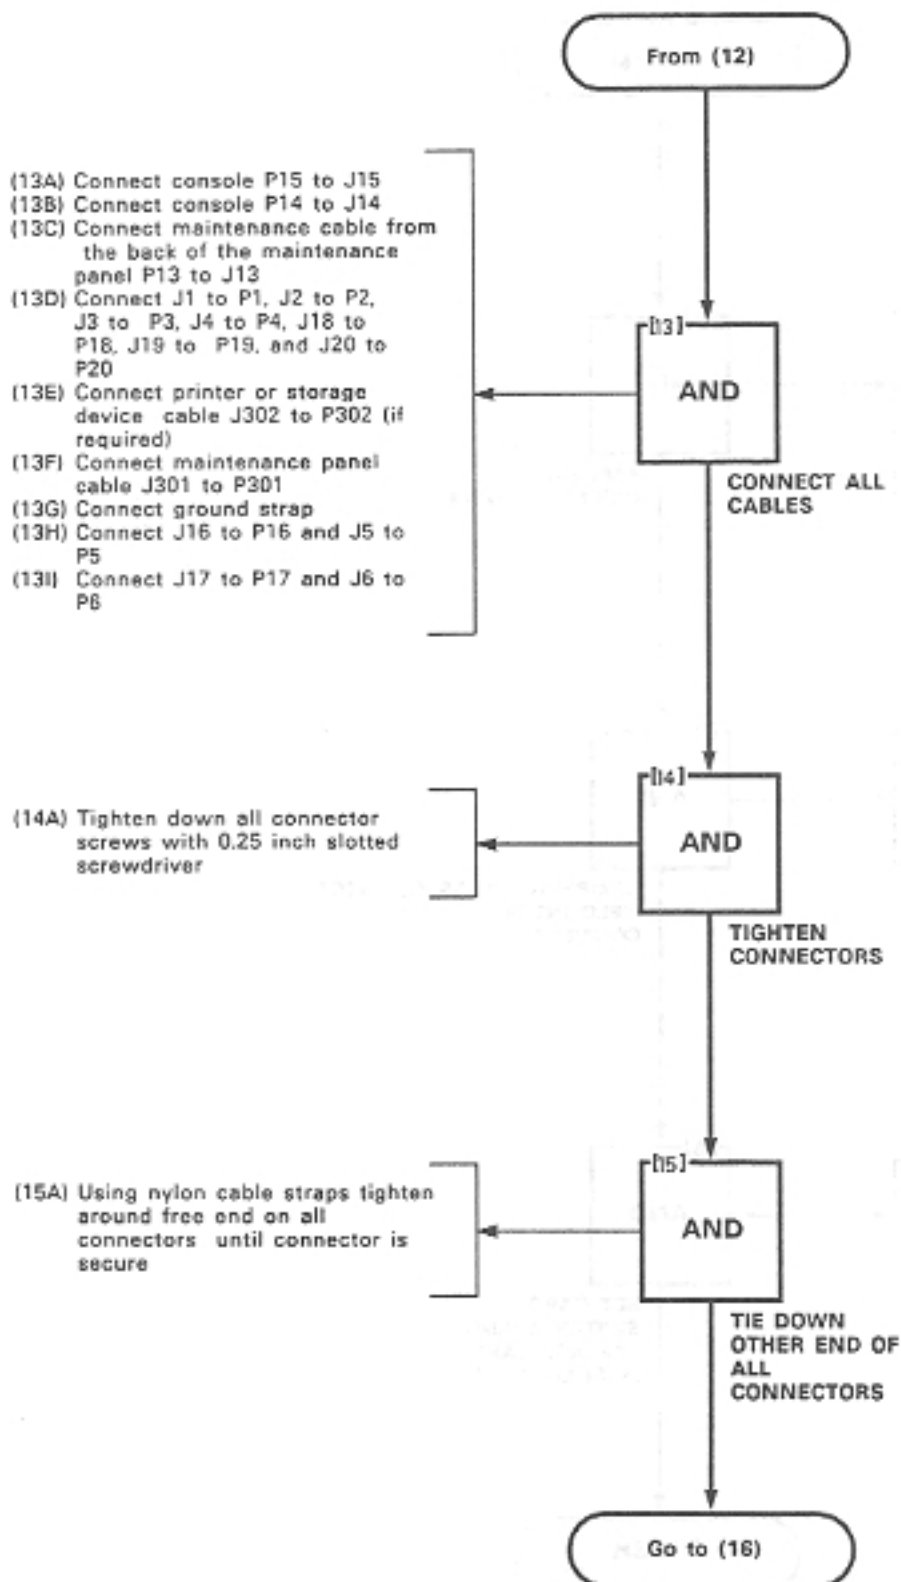 From (12)
(13A) Connect console P15 to J15
(13B) Connect console P14 to J14
(13C) Connect maintenance cable from
the back of the maintenance
panel P13 to J13
(13D) Connect J1 to P1, J2 to P2,
J3 to P3, J4 to P4, J18 to
P18, J19 to P19, and J20 to
P20
(13E) Connect printer or storage
device cable J302 to P302 (if
required)
(13F) Connect maintenance panel
cable J301 to P301
(13G) Connect ground strap
(13H) Connect J16 to P16 and J5 to
P5
(13I) Connect J17 to P17 and J6 to
P6
[13]
AND
CONNECT ALL
CABLES
(14A) Tighten down all connector
screws with 0.25 inch slotted
screwdriver
[14]
AND
TIGHTEN
CONNECTORS
(15A) Using nylon cable straps tighten
around free end on all
connectors until connector is
secure
[15]
AND
TIE DOWN
OTHER END OF
ALL
CONNECTORS
Go to (16)